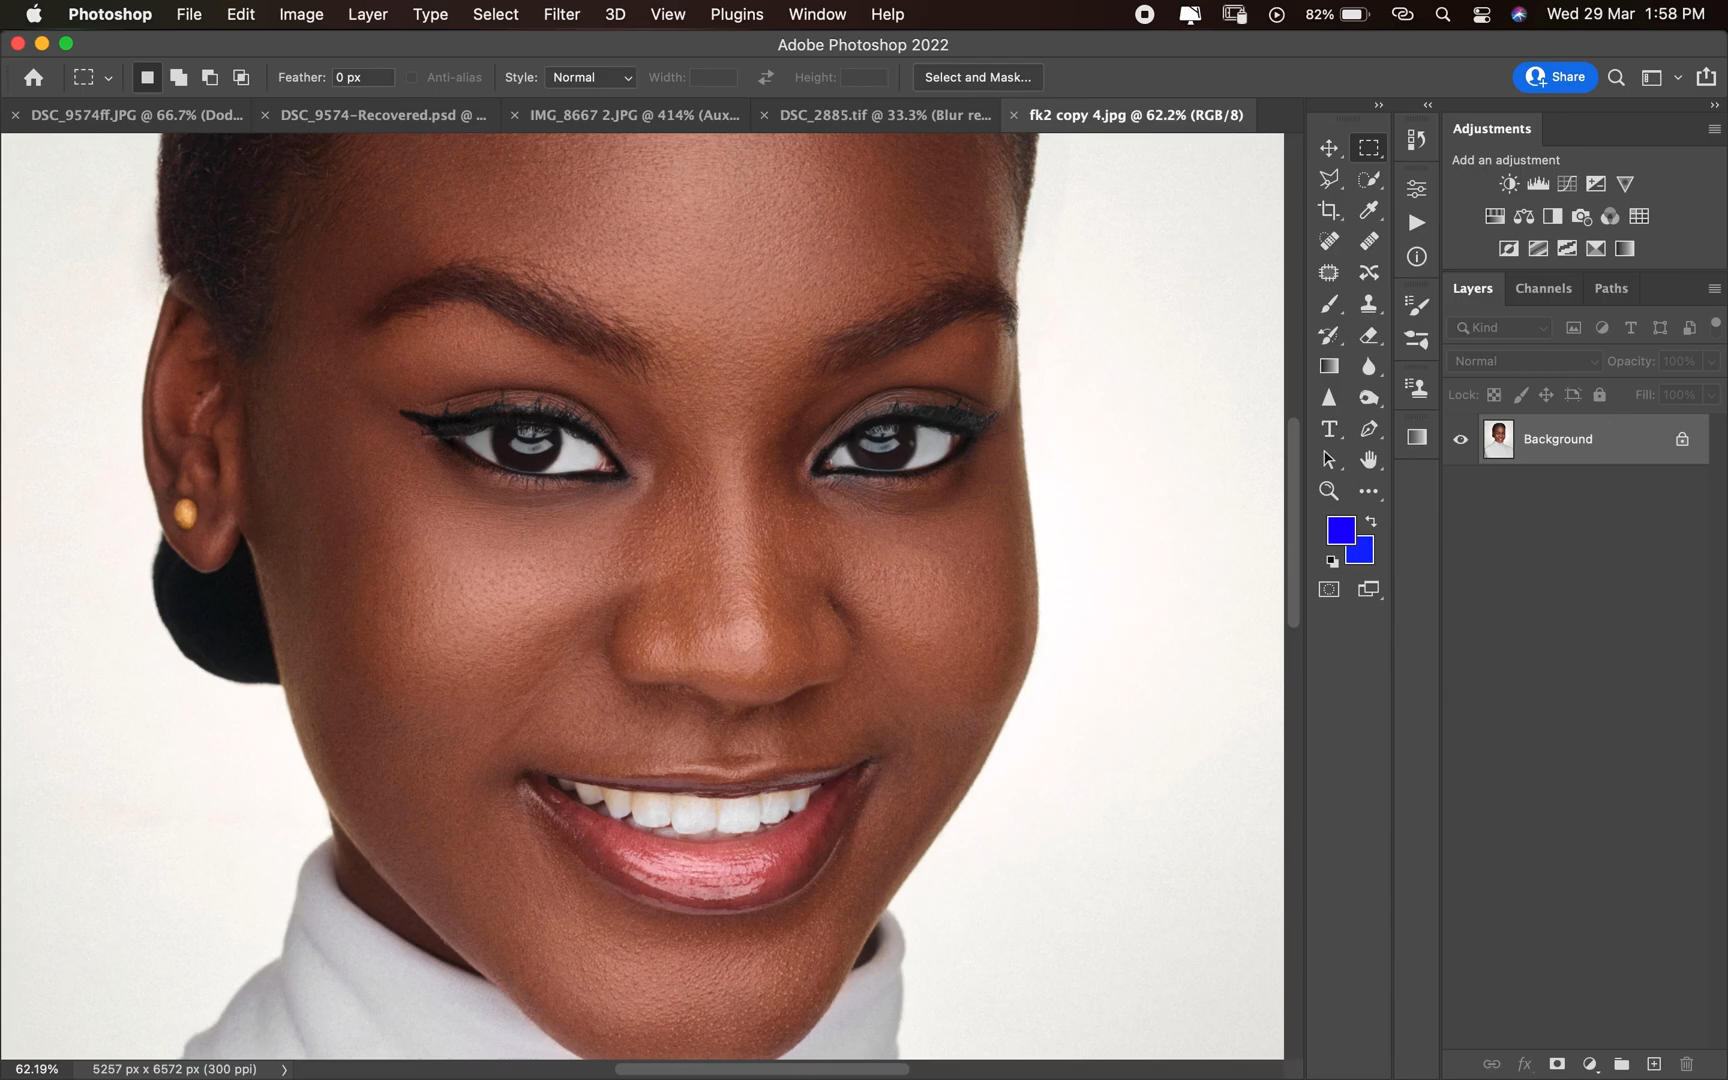 Photoshop File Edit Image Layer Type Select Filter 3D View Plugins Window Help 82% Wed 29 Mar 1:58 PM
Adobe Photoshop 2022
Feather: 0 px Anti-alias Style: Normal Width: Height: Select and Mask... Share
DSC_9574ff.JPG @ 66.7% (Dod... DSC_9574-Recovered.psd @ ... IMG_8667 2.JPG @ 414% (Aux... DSC_2885.tif @ 33.3% (Blur re... fk2 copy 4.jpg @ 62.2% (RGB/8)
Adjustments
Add an adjustment
Layers Channels Paths
Kind
Normal Opacity: 100%
Lock: Fill: 100%
Background
62.19% 5257 px x 6572 px (300 ppi)